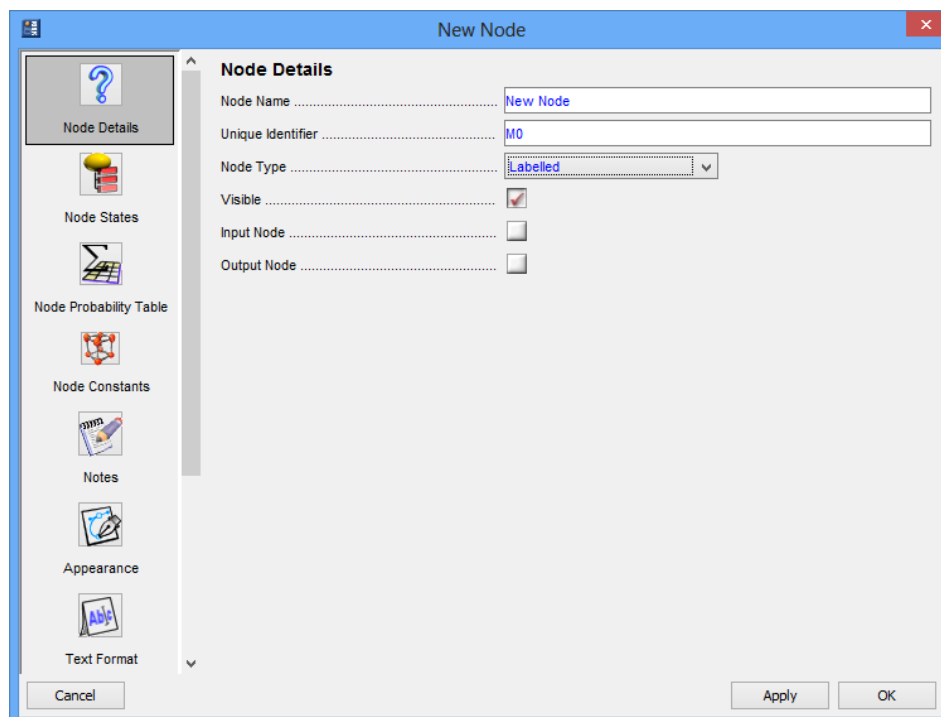 New Node
Node Details
Node States
Node Probability Table
Node Constants
Notes
Appearance
Text Format
Node Details
Node Name New Node
Unique Identifier M0
Node Type Labelled
Visible
Input Node
Output Node
Cancel
Apply
OK